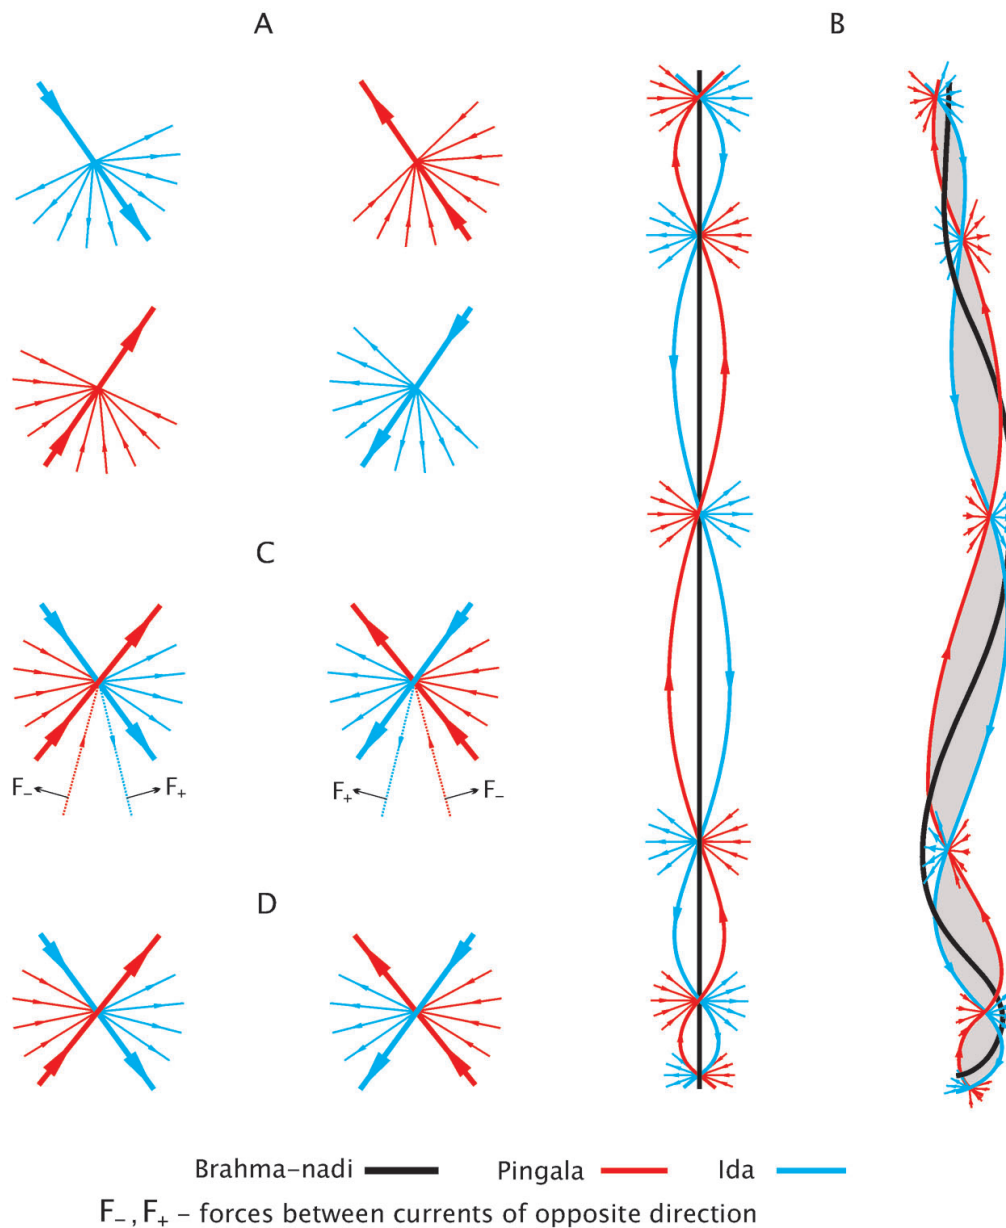 A
B
C
F₋
F₊
F₊
F₋
D
Brahma–nadi
Pingala
Ida
F₋, F₊ – forces between currents of opposite direction